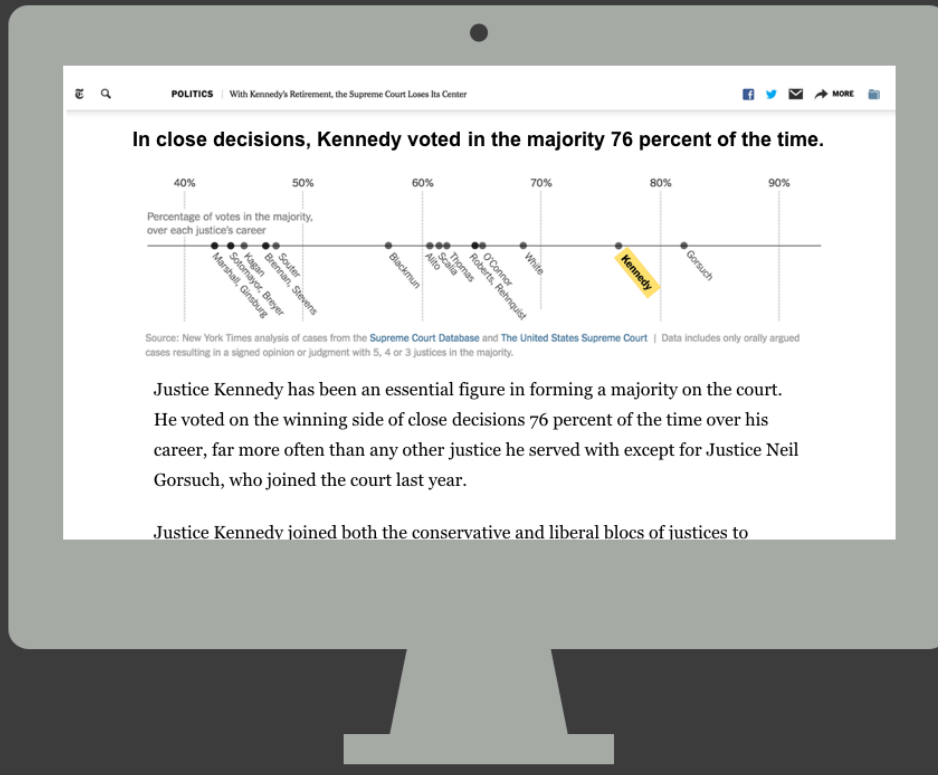 POLITICS | With Kennedy's Retirement, the Supreme Court Loses Its Center
MORE
In close decisions, Kennedy voted in the majority 76 percent of the time.
40% 50% 60% 70% 80% 90%
Percentage of votes in the majority,
over each justice's career
Marshall, Ginsburg
Sotomayor, Breyer
Kagan
Brennan, Stevens
Souter
Blackmun
Alito
Scalia
Thomas
Roberts, Rehnquist
O'Connor
White
Kennedy
Gorsuch
Source: New York Times analysis of cases from the Supreme Court Database and The United States Supreme Court | Data includes only orally argued
cases resulting in a signed opinion or judgment with 5, 4 or 3 justices in the majority.
Justice Kennedy has been an essential figure in forming a majority on the court.
He voted on the winning side of close decisions 76 percent of the time over his
career, far more often than any other justice he served with except for Justice Neil
Gorsuch, who joined the court last year.
Justice Kennedy joined both the conservative and liberal blocs of justices to